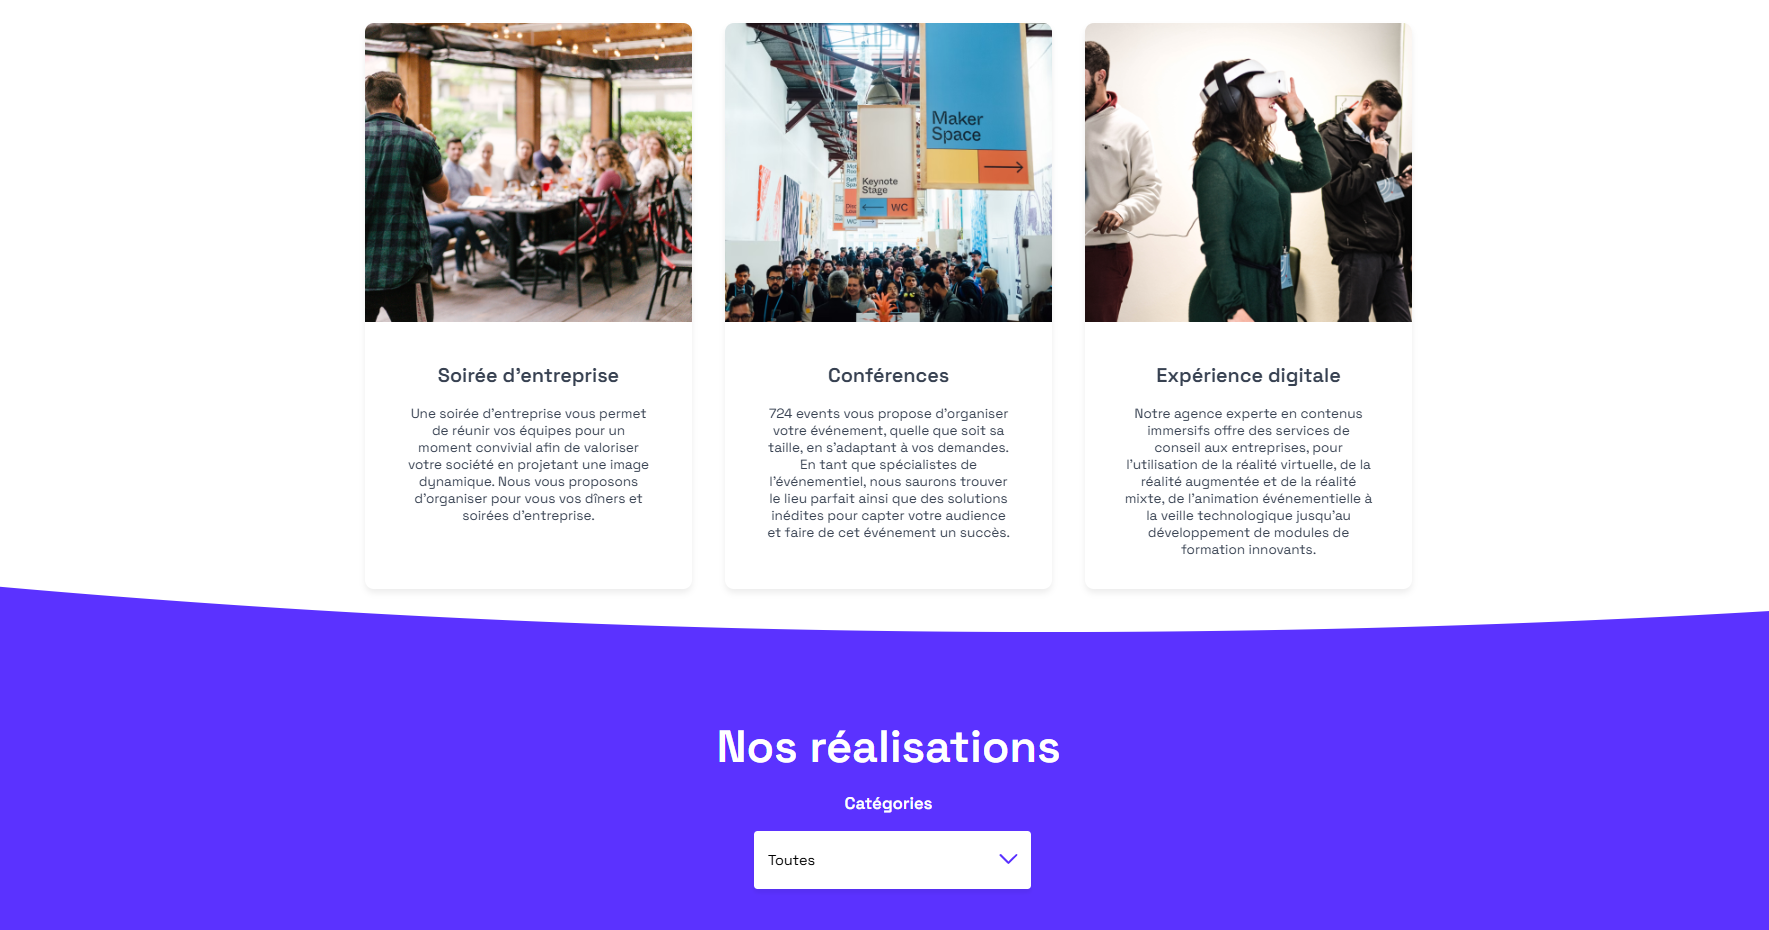 Maker
Space
Keynote
Stage
WC
WC
Soirée d'entreprise
Une soirée d'entreprise vous permet
de réunir vos équipes pour un
moment convivial afin de valoriser
votre société en projetant une image
dynamique. Nous vous proposons
d'organiser pour vous vos dîners et
soirées d'entreprise.
Conférences
724 events vous propose d'organiser
votre événement, quelle que soit sa
taille, en s'adaptant à vos demandes.
En tant que spécialistes de
l'événementiel, nous saurons trouver
le lieu parfait ainsi que des solutions
inédites pour capter votre audience
et faire de cet événement un succès.
Expérience digitale
Notre agence experte en contenus
immersifs offre des services de
conseil aux entreprises, pour
l'utilisation de la réalité virtuelle, de la
réalité augmentée et de la réalité
mixte, de l'animation événementielle à
la veille technologique jusqu'au
développement de modules de
formation innovants.
Nos réalisations
Catégories
Toutes